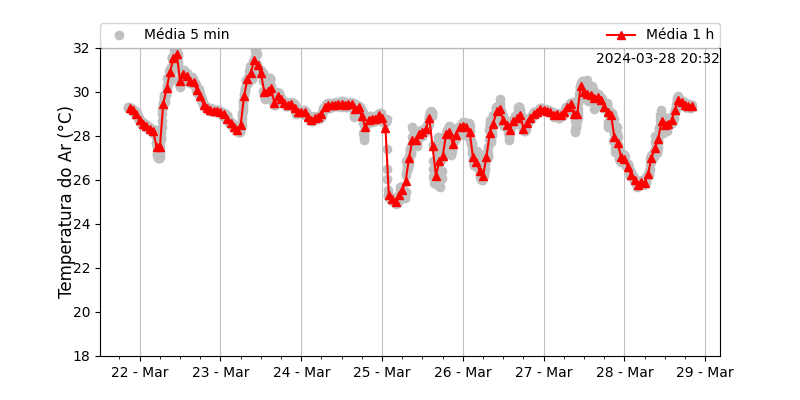 Média 5 min
Média 1 h
2024-03-28 20:32
Temperatura do Ar (°C)
32
30
28
26
24
22
20
18
22 - Mar
23 - Mar
24 - Mar
25 - Mar
26 - Mar
27 - Mar
28 - Mar
29 - Mar